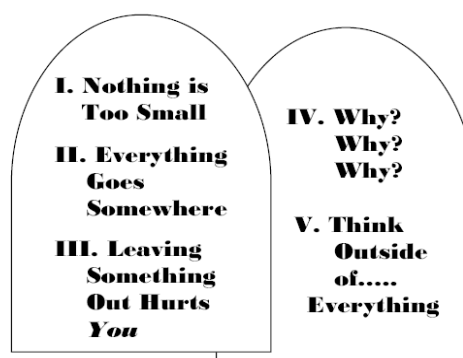 I. Nothing is
Too Small
II. Everything
Goes
Somewhere
III. Leaving
Something
Out Hurts
You
IV. Why?
Why?
Why?
V. Think
Outside
of.....
Everything